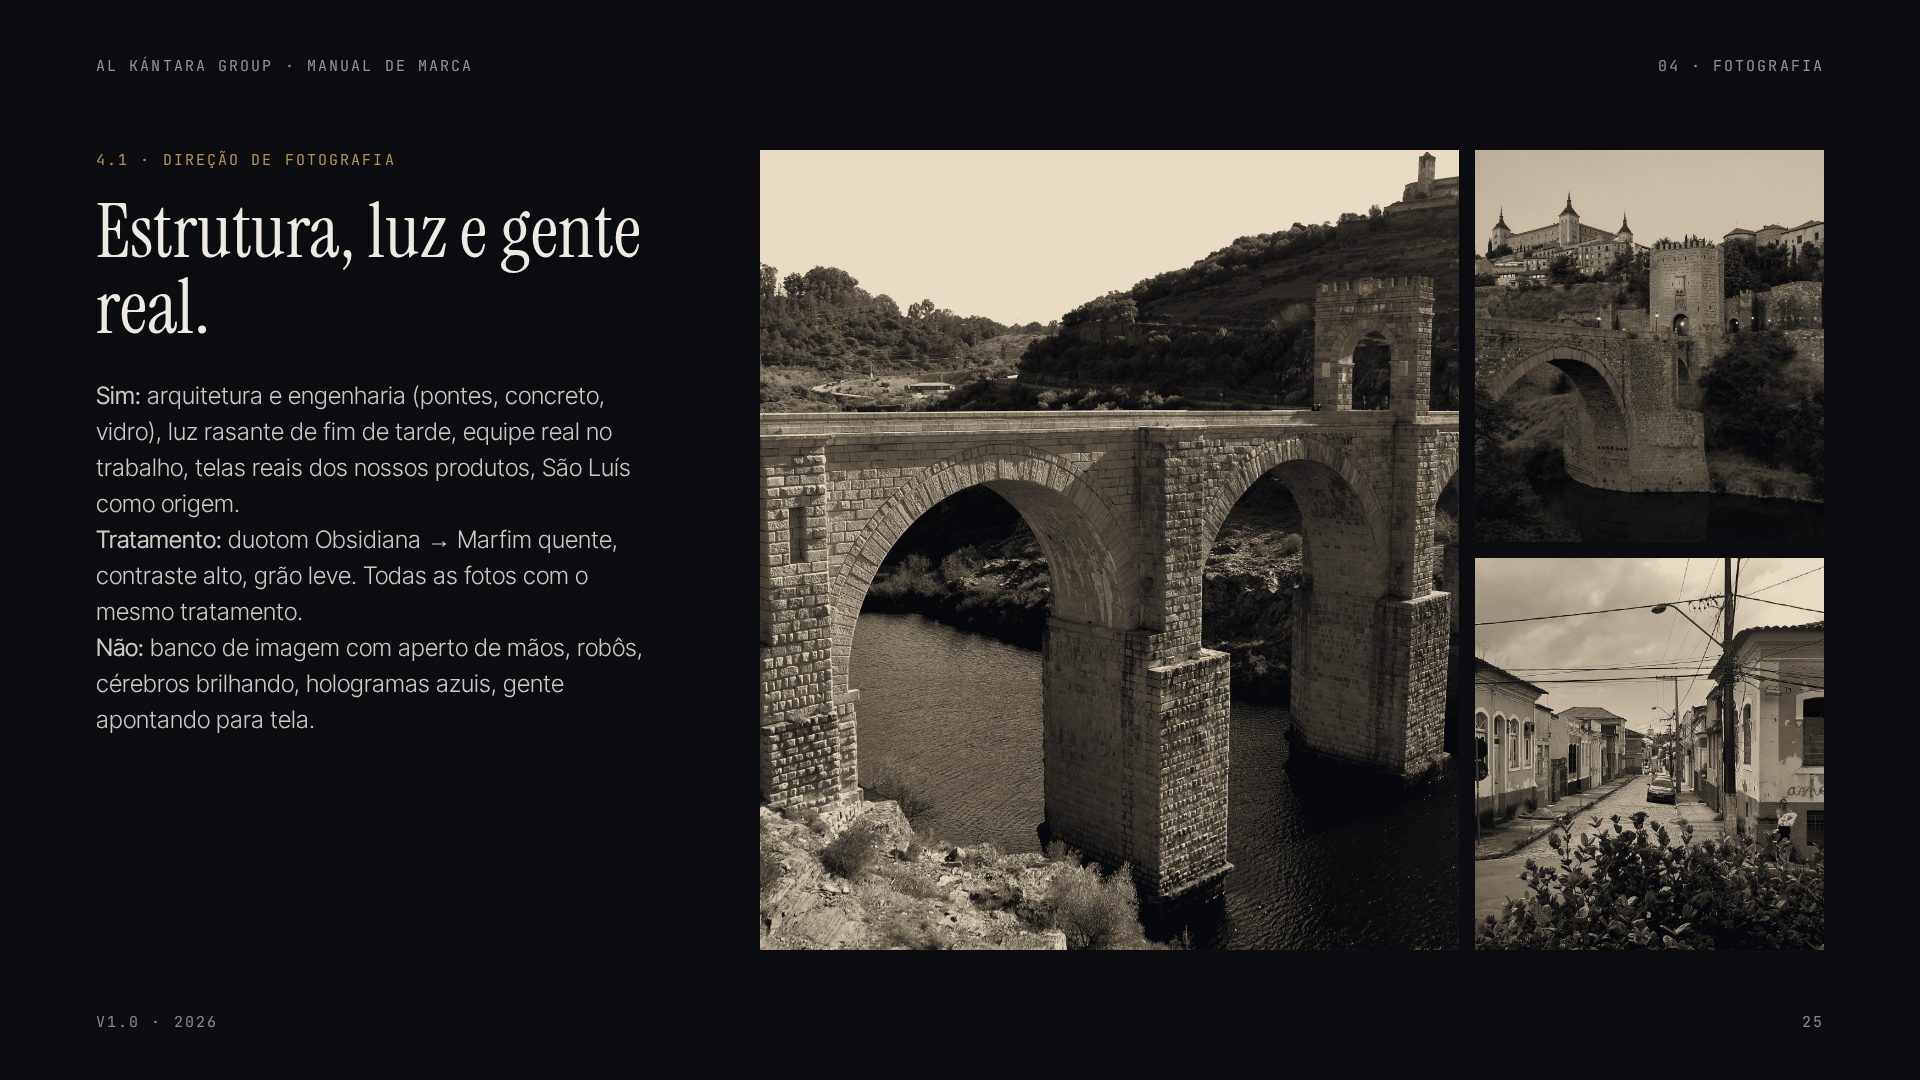 AL KÁNTARA GROUP · MANUAL DE MARCA
04 · FOTOGRAFIA
4.1 · DIREÇÃO DE FOTOGRAFIA
Estrutura, luz e gente
real.
Sim: arquitetura e engenharia (pontes, concreto,
vidro), luz rasante de fim de tarde, equipe real no
trabalho, telas reais dos nossos produtos, São Luís
como origem.
Tratamento: duotom Obsidiana → Marfim quente,
contraste alto, grão leve. Todas as fotos com o
mesmo tratamento.
Não: banco de imagem com aperto de mãos, robôs,
cérebros brilhando, hologramas azuis, gente
apontando para tela.
V1.0 · 2026
25